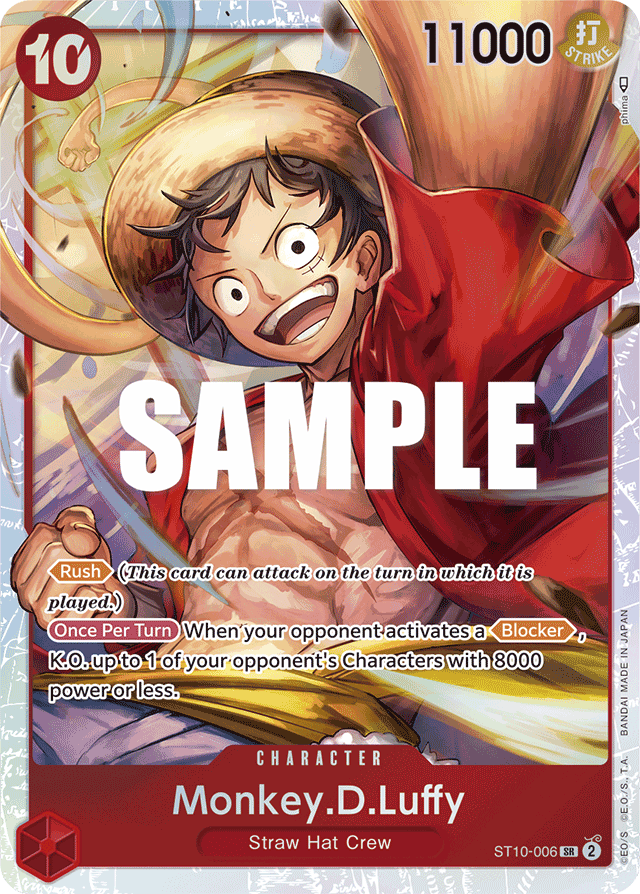 10
11000
打
STRIKE
phima
SAMPLE
Rush (This card can attack on the turn in which it is
played.)
Once Per Turn When your opponent activates a Blocker,
K.O. up to 1 of your opponent's Characters with 8000
power or less.
CHARACTER
Monkey.D.Luffy
Straw Hat Crew
ST10-006 SR 2
©E.O/S ©E.O./S., T.A. BANDAI MADE IN JAPAN